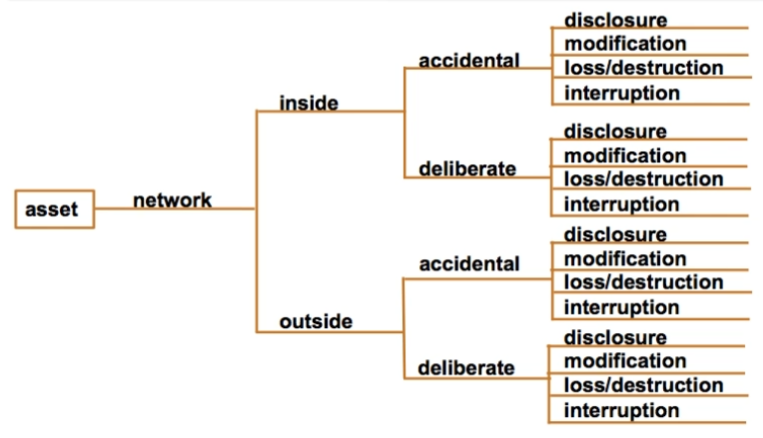 asset
network
inside
accidental
disclosure
modification
loss/destruction
interruption
deliberate
disclosure
modification
loss/destruction
interruption
outside
accidental
disclosure
modification
loss/destruction
interruption
deliberate
disclosure
modification
loss/destruction
interruption